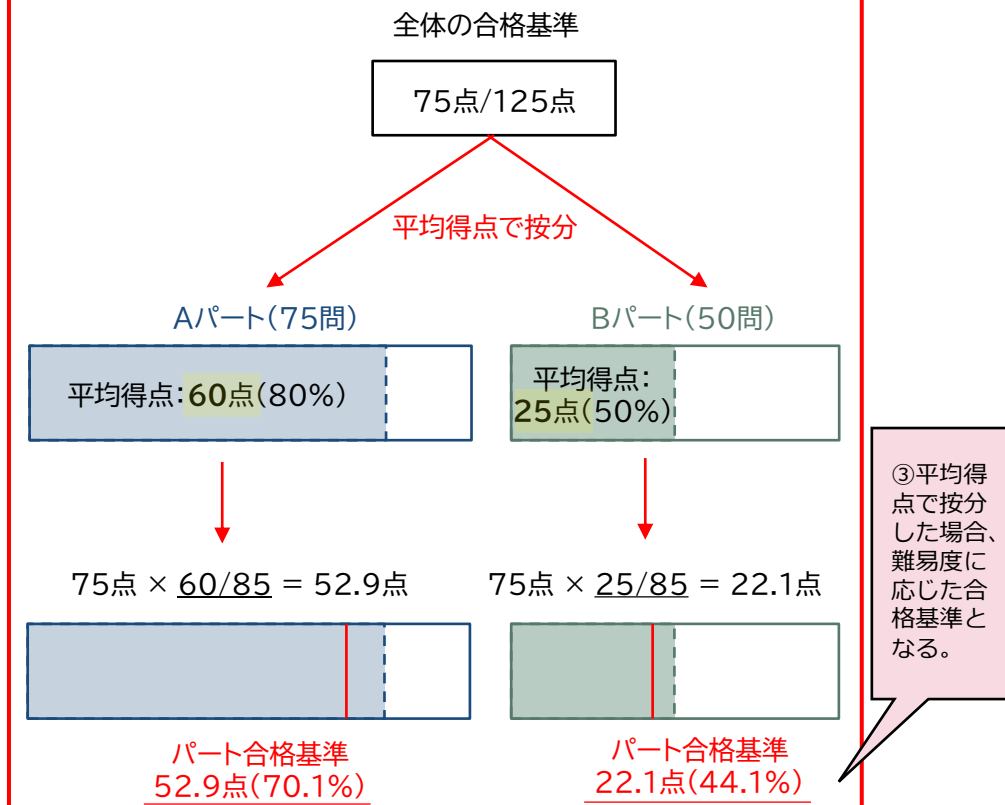 全体の合格基準
75点/125点
平均得点で按分
Aパート(75問)
Bパート(50問)
平均得点:60点(80%)
平均得点:
25点(50%)
75点 × 60/85 = 52.9点
75点 × 25/85 = 22.1点
パート合格基準
52.9点(70.1%)
パート合格基準
22.1点(44.1%)
③平均得
点で按分
した場合、
難易度に
応じた合
格基準と
なる。